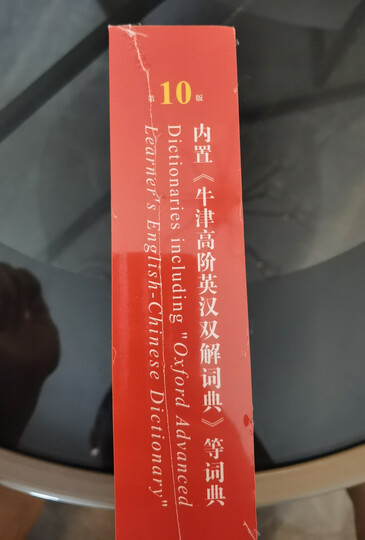 第10版
内置《牛津高阶英汉双解词典》等词典
Dictionaries including "Oxford Advanced
Learner's English-Chinese Dictionary"